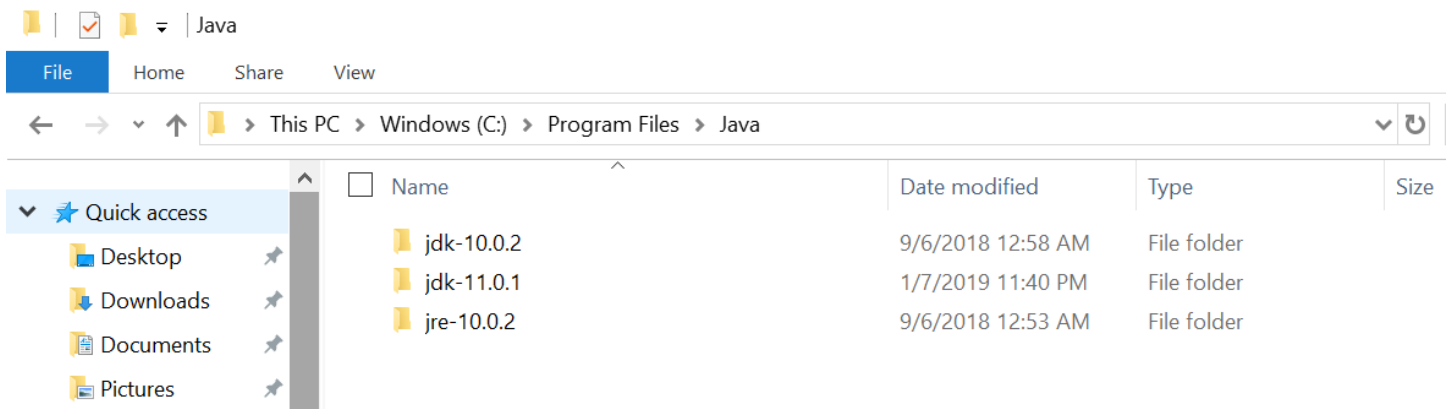 Java
File Home Share View
This PC Windows (C:) Program Files Java
Name Date modified Type Size
Quick access
jdk-10.0.2 9/6/2018 12:58 AM File folder
Desktop
jdk-11.0.1 1/7/2019 11:40 PM File folder
Downloads
jre-10.0.2 9/6/2018 12:53 AM File folder
Documents
Pictures